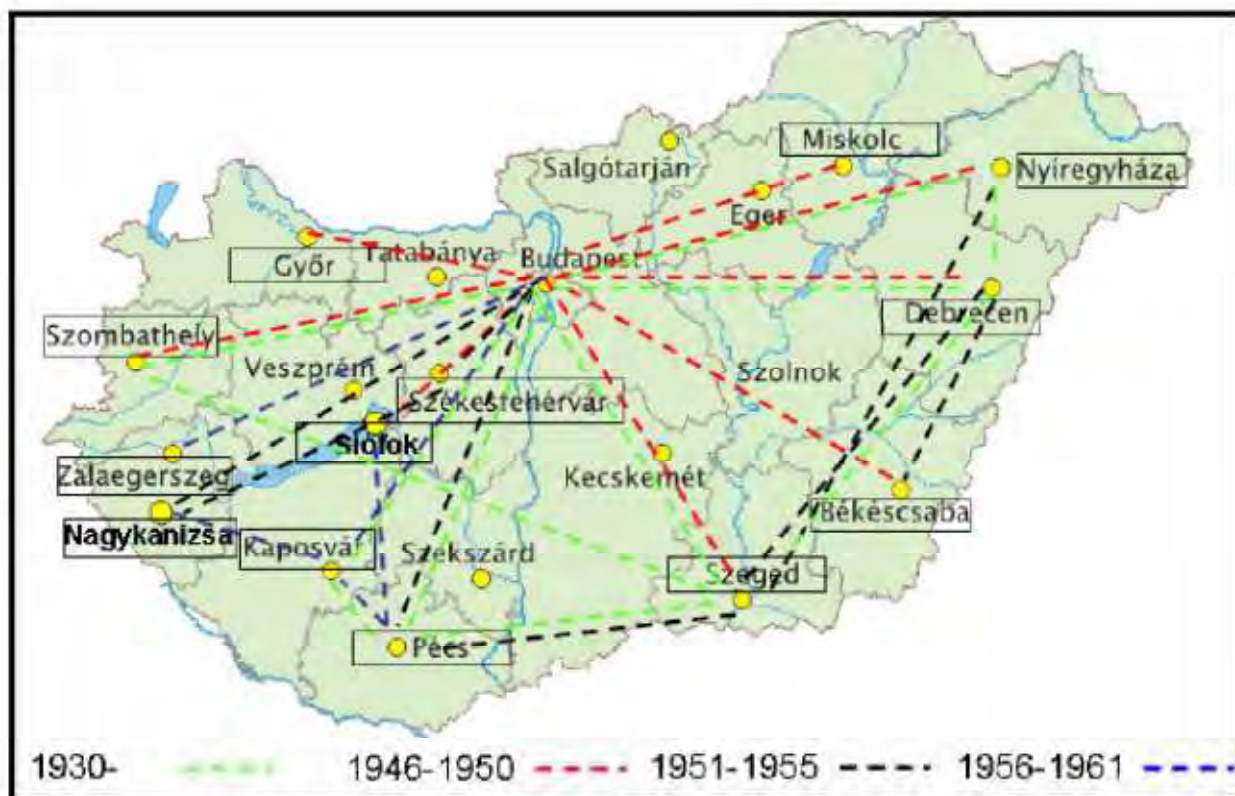 Miskolc
Salgótarján
Nyíregyháza
Eger
Tatabánya
Budapest
Győr
Debrecen
Szombathely
Veszprém
Szolnok
Székesfehérvár
Siófok
Zalaegerszeg
Kecskemét
Békéscsaba
Nagykanizsa
Kaposvár
Szekszárd
Szeged
Pécs
1930- 1946-1950 1951-1955 1956-1961